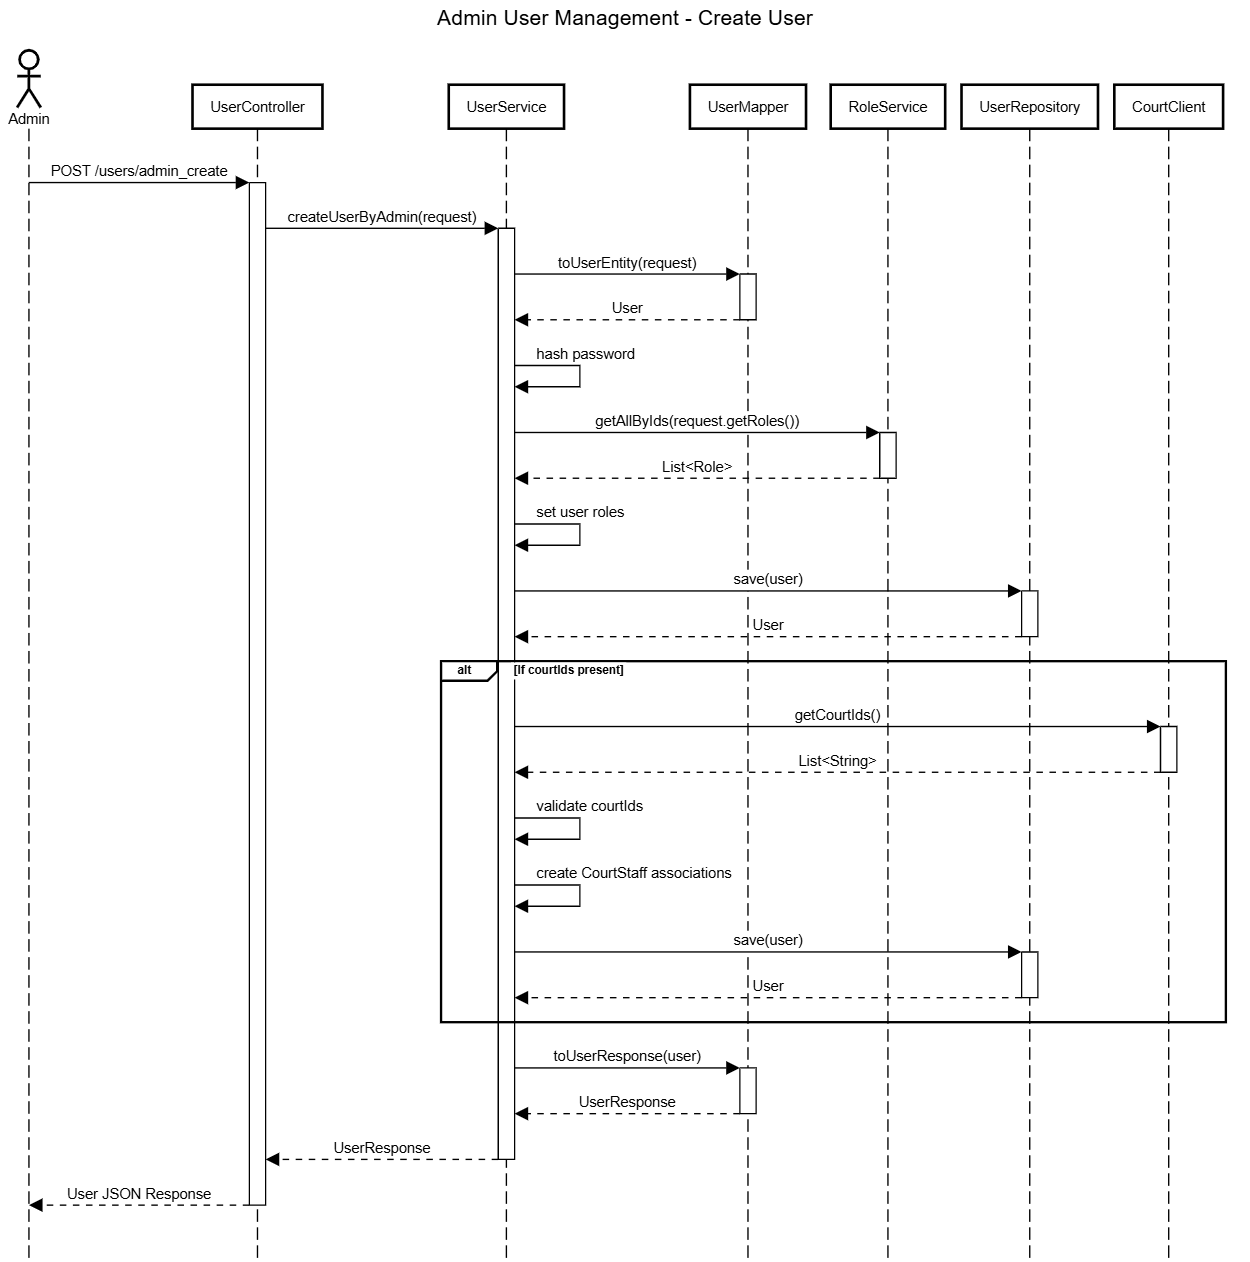 Admin User Management - Create User
Admin
UserController
UserService
UserMapper
RoleService
UserRepository
CourtClient
POST /users/admin_create
createUserByAdmin(request)
toUserEntity(request)
User
hash password
getAllByIds(request.getRoles())
List<Role>
set user roles
save(user)
User
alt
[If courtIds present]
getCourtIds()
List<String>
validate courtIds
create CourtStaff associations
save(user)
User
toUserResponse(user)
UserResponse
UserResponse
User JSON Response